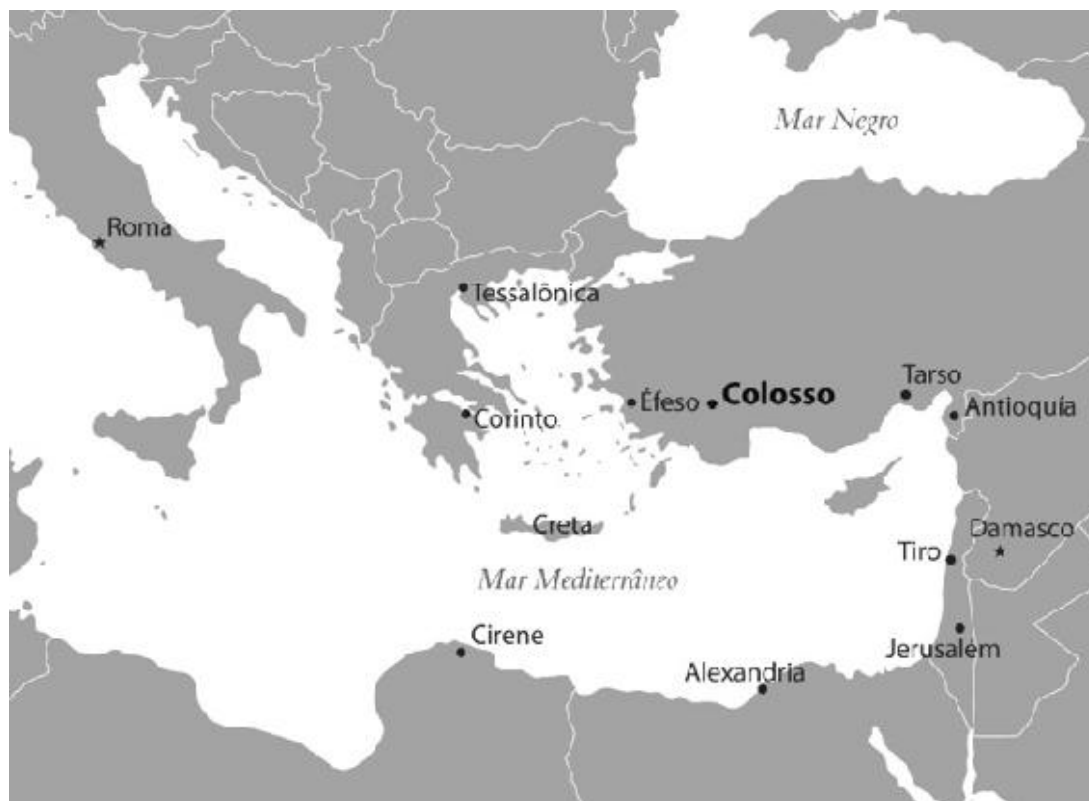 Mar Negro
Roma
Tessalônica
Tarso
Éfeso
Colosso
Antioquia
Corinto
Creta
Damasco
Tiro
Mar Mediterrâneo
Cirene
Jerusalém
Alexandria